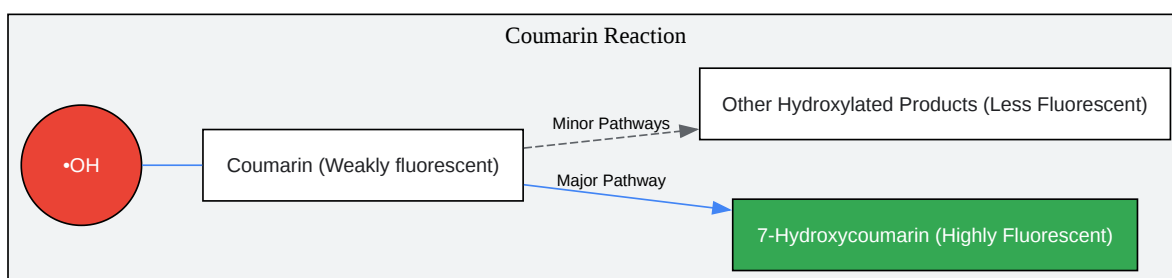 Coumarin Reaction
•OH
Coumarin (Weakly fluorescent)
Minor Pathways
Other Hydroxylated Products (Less Fluorescent)
Major Pathway
7-Hydroxycoumarin (Highly Fluorescent)